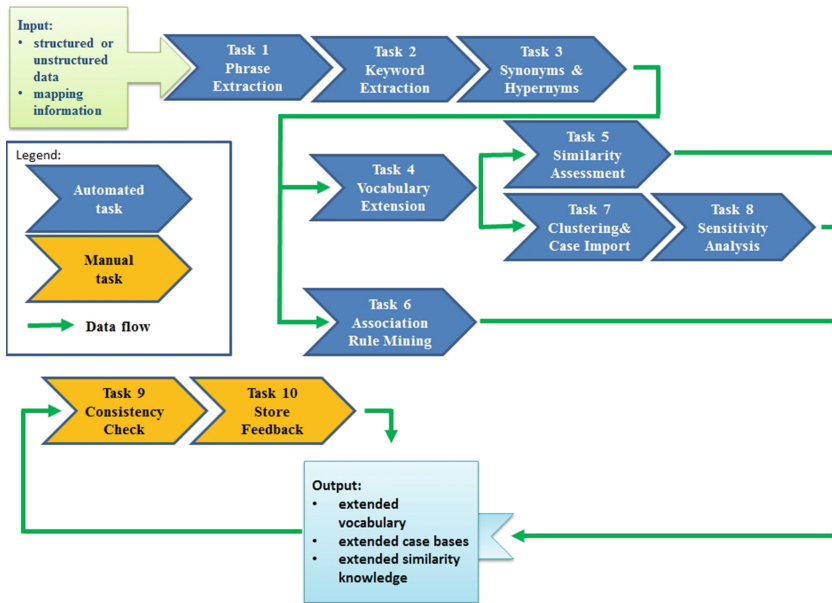 Input:
• structured or
unstructured
data
• mapping
information
Task 1
Phrase
Extraction
Task 2
Keyword
Extraction
Task 3
Synonyms &
Hypernyms
Legend:
Automated
task
Manual
task
Data flow
Task 4
Vocabulary
Extension
Task 5
Similarity
Assessment
Task 7
Clustering&
Case Import
Task 8
Sensitivity
Analysis
Task 6
Association
Rule Mining
Task 9
Consistency
Check
Task 10
Store
Feedback
Output:
• extended
vocabulary
• extended case bases
• extended similarity
knowledge